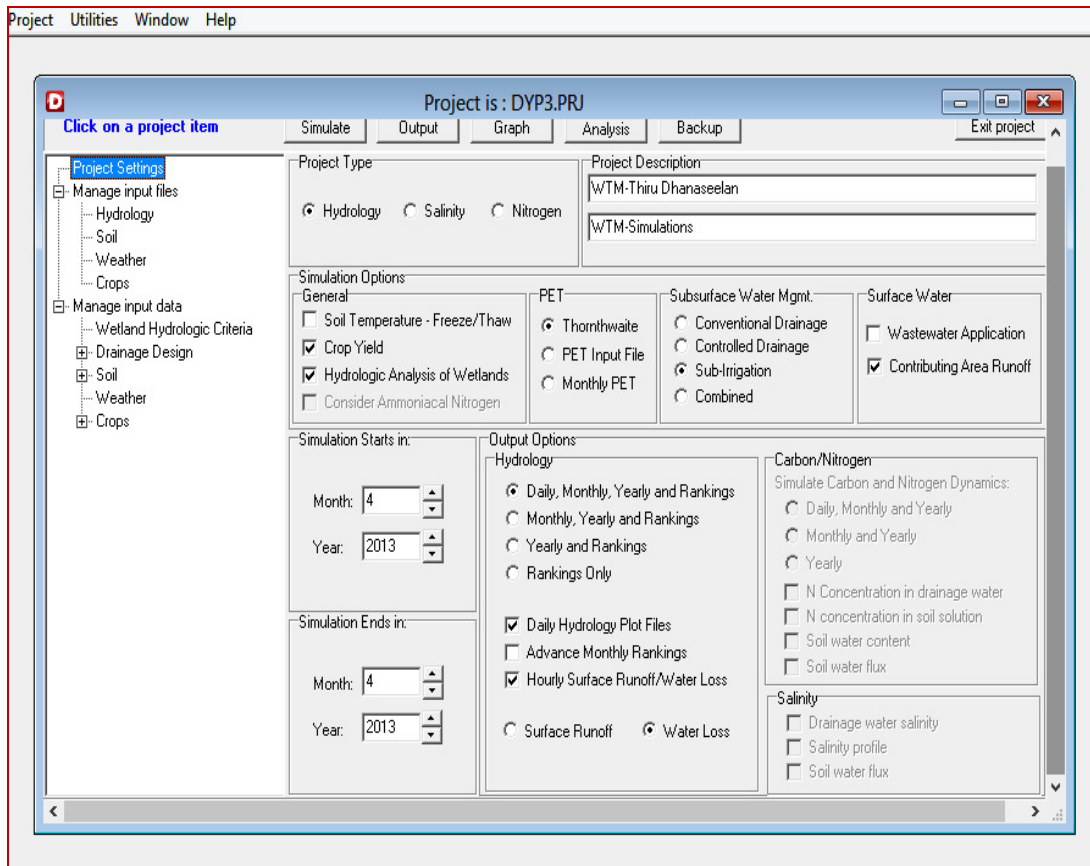 Project Utilities Window Help
Project is : DYP3.PRJ
Click on a project item
Simulate Output Graph Analysis Backup Exit project
Project Settings
Manage input files
Hydrology
Soil
Weather
Crops
Manage input data
Wetland Hydrologic Criteria
Drainage Design
Soil
Weather
Crops
Project Type
Hydrology Salinity Nitrogen
Project Description
WTM-Thiru Dhanaseelan
WTM-Simulations
Simulation Options
General
Soil Temperature - Freeze/Thaw
Crop Yield
Hydrologic Analysis of Wetlands
Consider Ammoniacal Nitrogen
PET
Thornthwaite
PET Input File
Monthly PET
Subsurface Water Mgmt.
Conventional Drainage
Controlled Drainage
Sub-Irrigation
Combined
Surface Water
Wastewater Application
Contributing Area Runoff
Simulation Starts in:
Month: 4
Year: 2013
Simulation Ends in:
Month: 4
Year: 2013
Output Options
Hydrology
Daily, Monthly, Yearly and Rankings
Monthly, Yearly and Rankings
Yearly and Rankings
Rankings Only
Daily Hydrology Plot Files
Advance Monthly Rankings
Hourly Surface Runoff/Water Loss
Surface Runoff Water Loss
Carbon/Nitrogen
Simulate Carbon and Nitrogen Dynamics:
Daily, Monthly and Yearly
Monthly and Yearly
Yearly
N Concentration in drainage water
N concentration in soil solution
Soil water content
Soil water flux
Salinity
Drainage water salinity
Salinity profile
Soil water flux